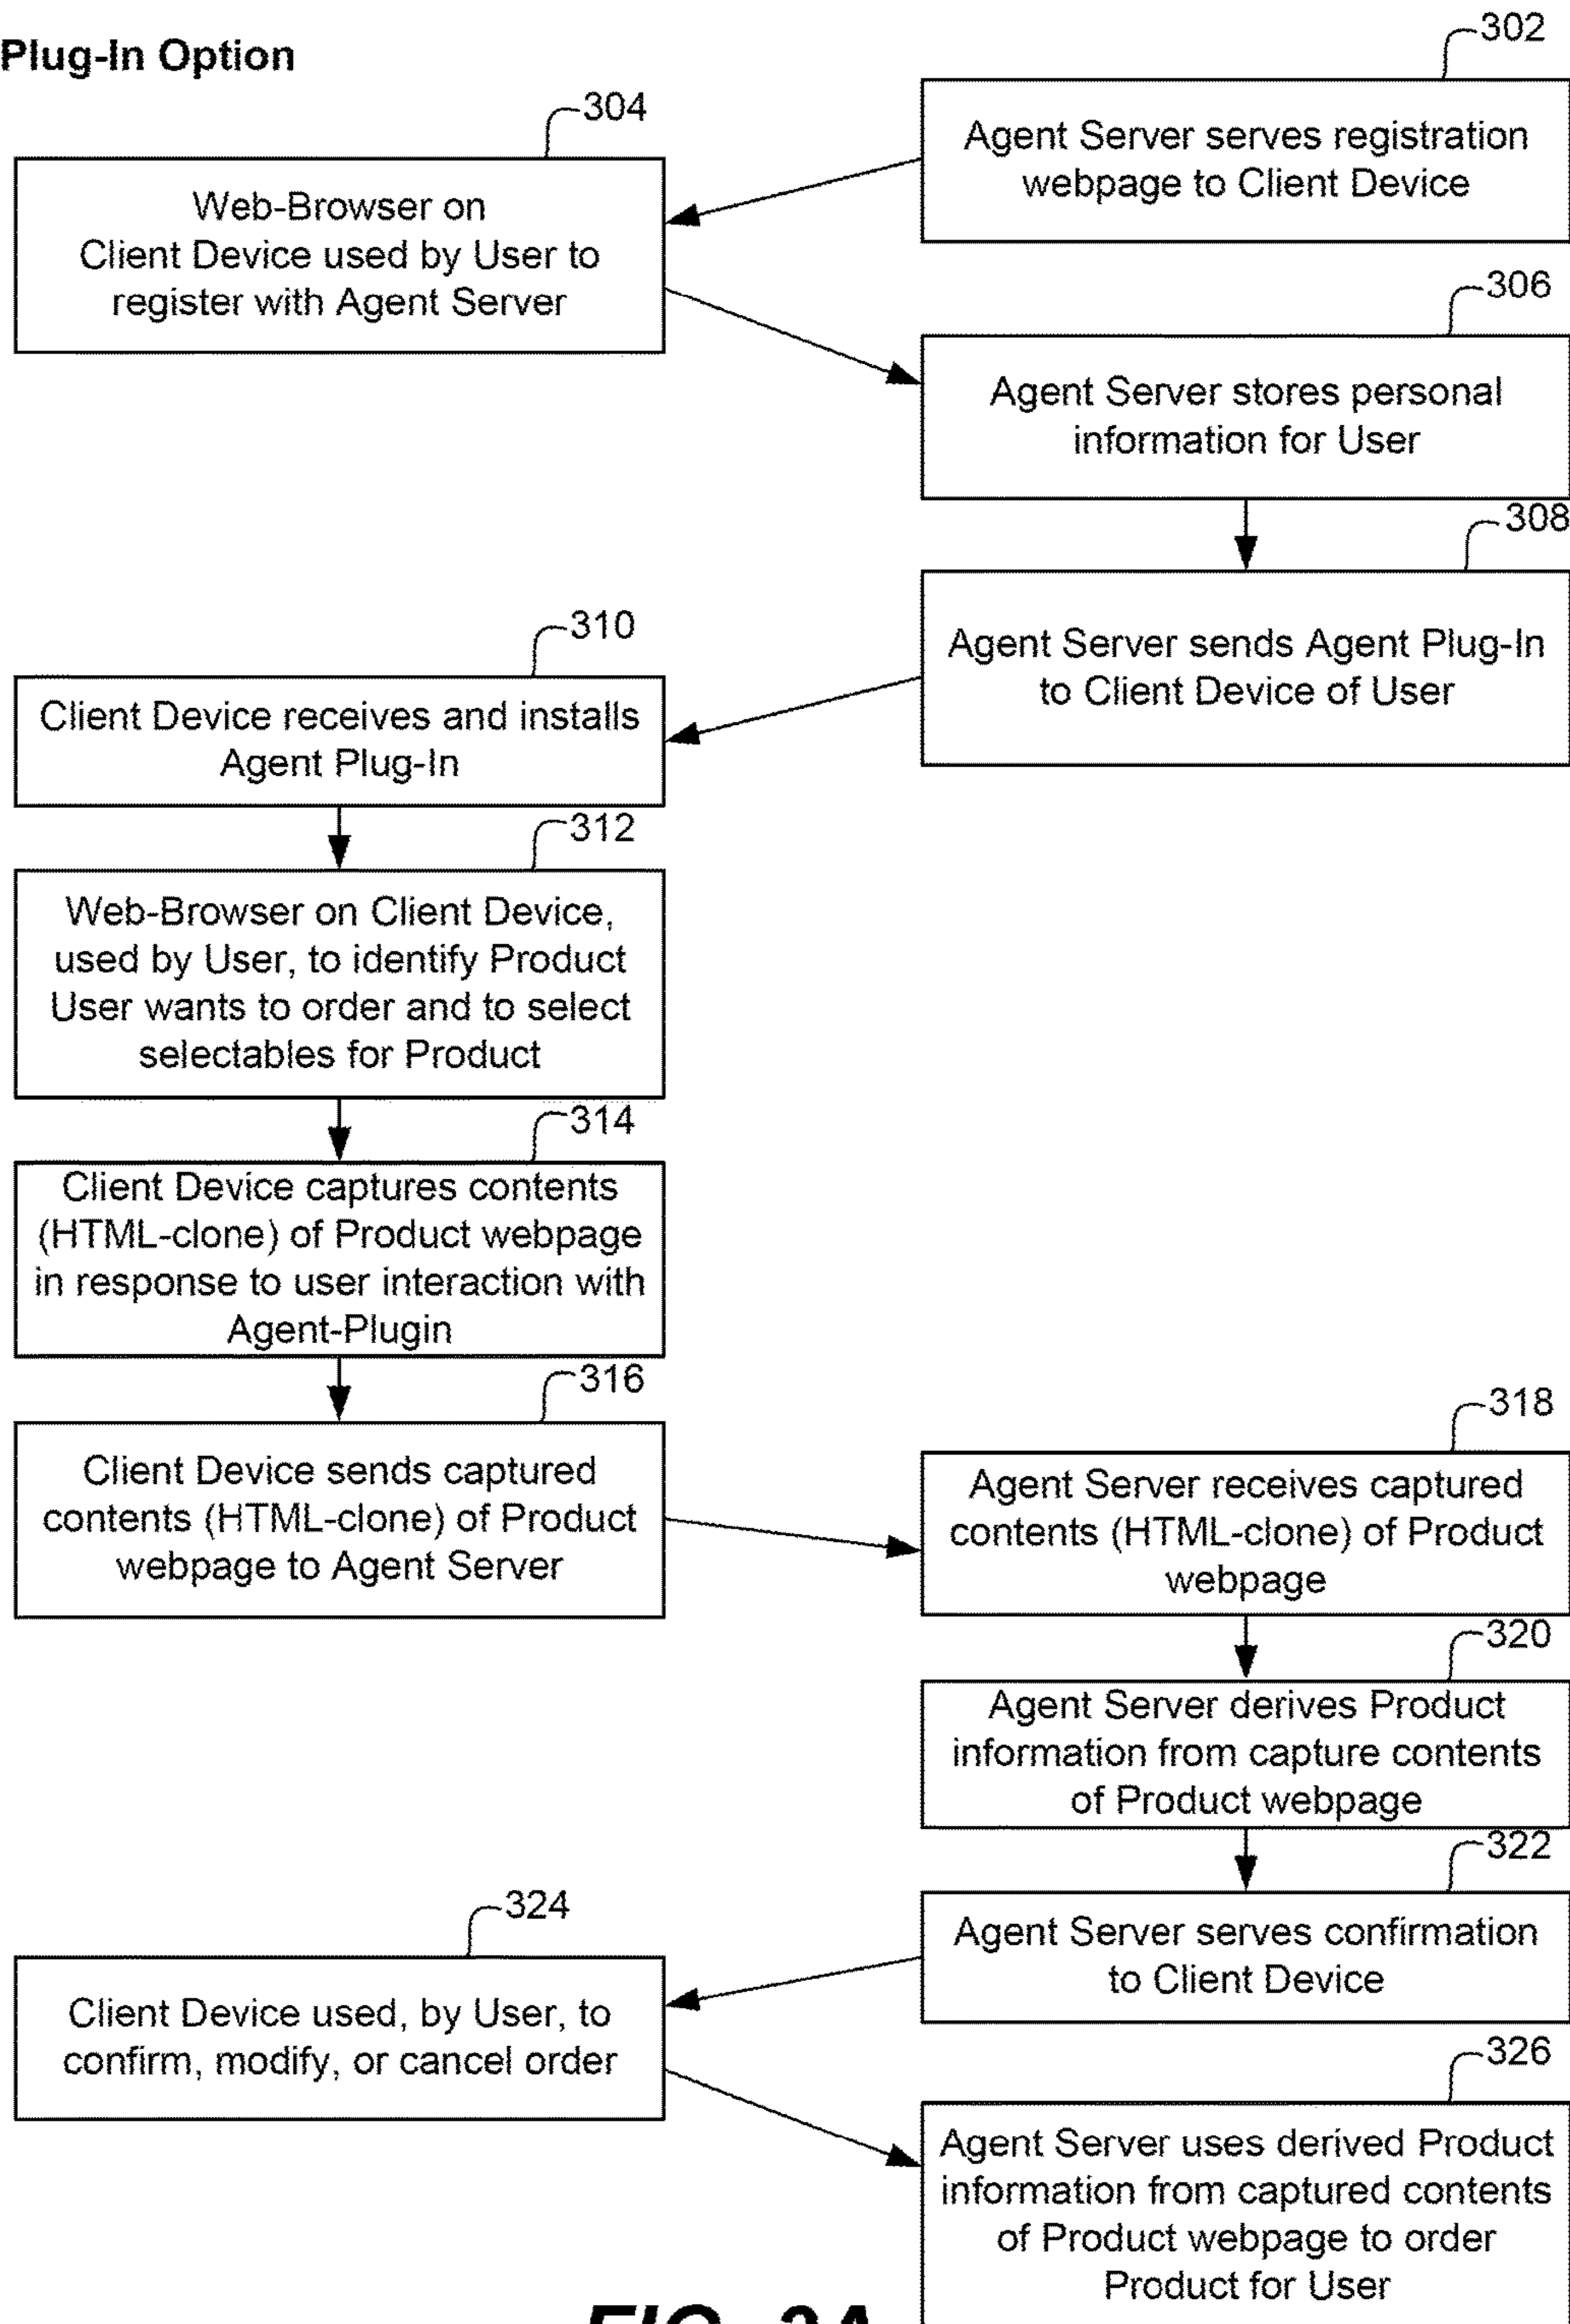 Plug-In Option
302
Agent Server serves registration
webpage to Client Device
304
Web-Browser on
Client Device used by User to
register with Agent Server
306
Agent Server stores personal
information for User
308
Agent Server sends Agent Plug-In
to Client Device of User
310
Client Device receives and installs
Agent Plug-In
312
Web-Browser on Client Device,
used by User, to identify Product
User wants to order and to select
selectables for Product
314
Client Device captures contents
(HTML-clone) of Product webpage
in response to user interaction with
Agent-Plugin
316
Client Device sends captured
contents (HTML-clone) of Product
webpage to Agent Server
318
Agent Server receives captured
contents (HTML-clone) of Product
webpage
320
Agent Server derives Product
information from capture contents
of Product webpage
322
Agent Server serves confirmation
to Client Device
324
Client Device used, by User, to
confirm, modify, or cancel order
326
Agent Server uses derived Product
information from captured contents
of Product webpage to order
Product for User